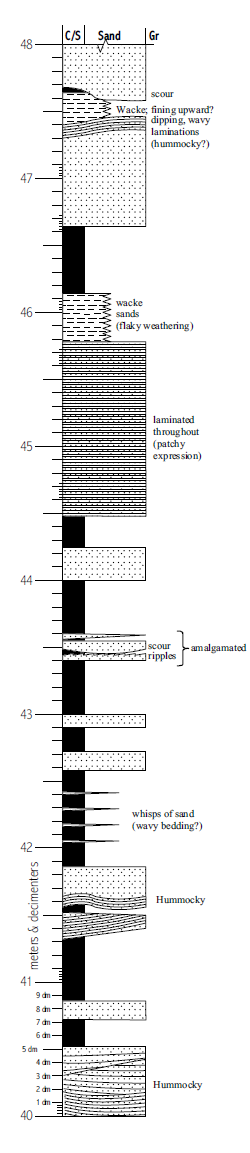 C/S Sand Gr
48
scour
Wacke; fining upward?
dipping, wavy
laminations
(hummocky?)
47
wacke
46
sands
(flaky weathering)
laminated
throughout
45
(patchy
expression)
44
scour
amalgamated
ripples
43
whisps of sand
(wavy bedding?)
42
meters & decimenters
Hummocky
41
9 dm
8 dm
7 dm
6 dm
5 dm
4 dm
3 dm
2 dm
Hummocky
1 dm
40